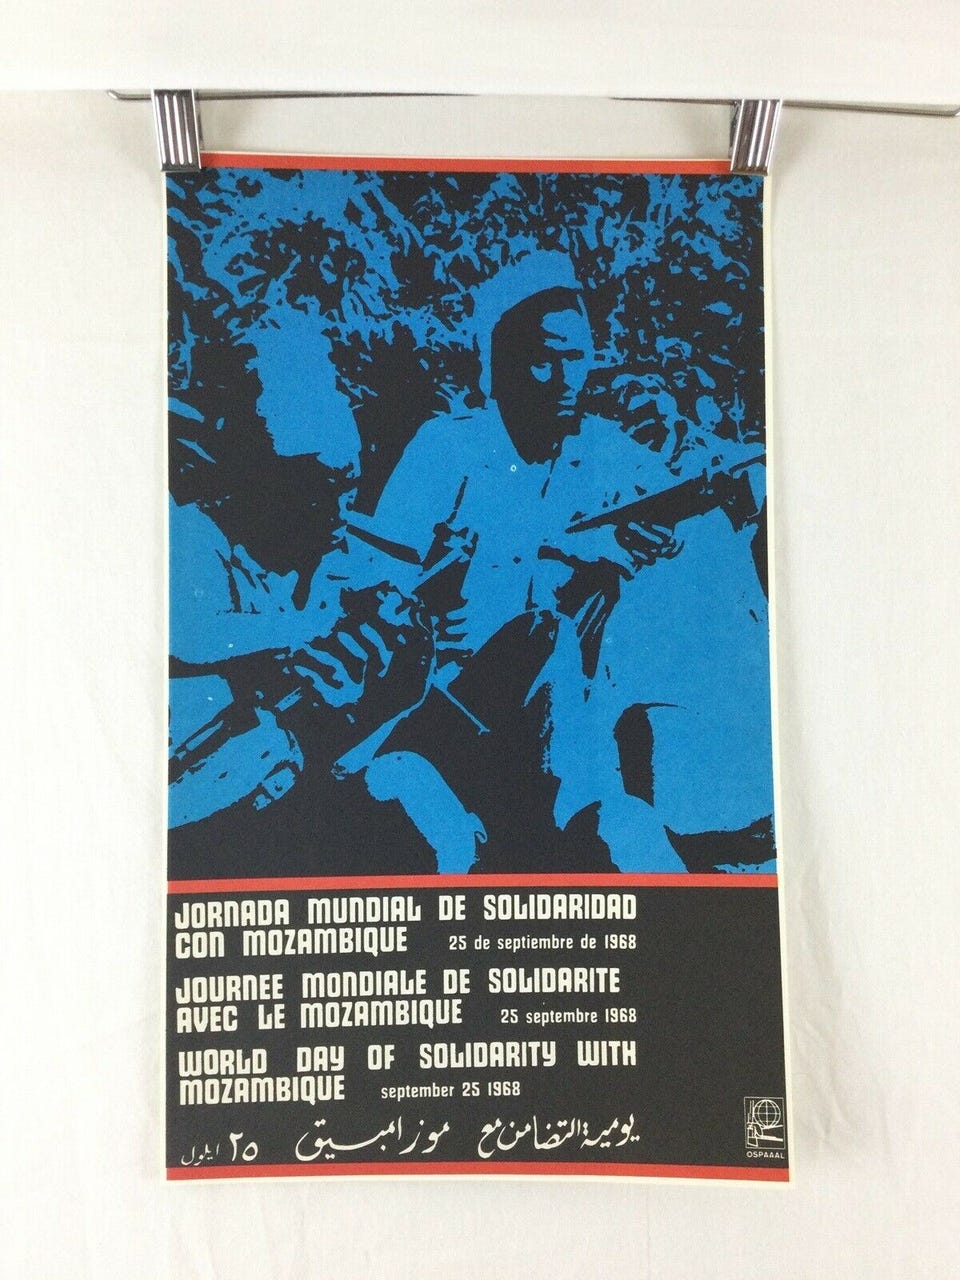 JORNADA MUNDIAL DE SOLIDARIDAD
CON MOZAMBIQUE 25 de septiembre de 1968
JOURNEE MONDIALE DE SOLIDARITE
AVEC LE MOZAMBIQUE 25 septembre 1968
WORLD DAY OF SOLIDARITY WITH
MOZAMBIQUE september 25 1968
يومية التضامن مع موزامبيق ٢٥ ايلول
OSPAAAL